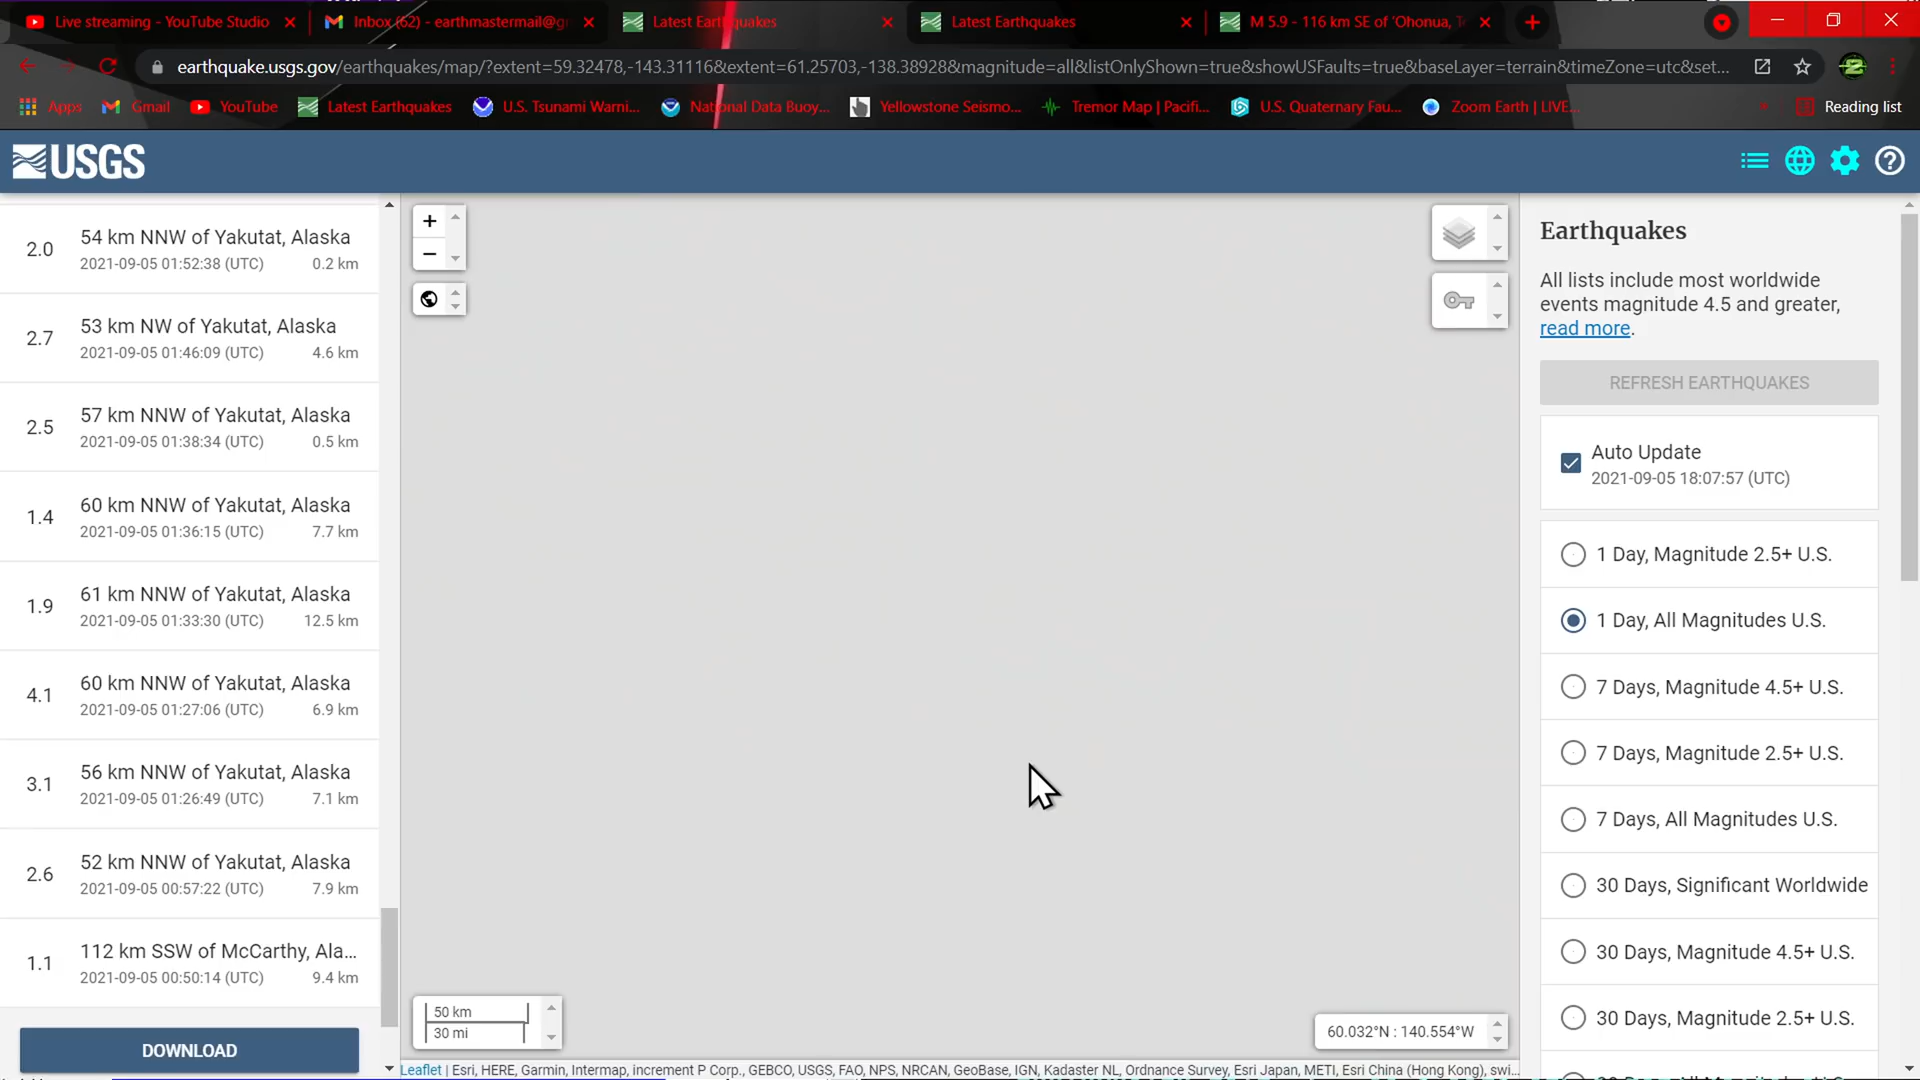 Live streaming - YouTube Studio
Inbox (62) - earthmastermail@g
Latest Earthquakes
Latest Earthquakes
M 5.9 - 116 km SE of 'Ohonua, T
earthquake.usgs.gov/earthquakes/map/?extent=59.32478,-143.31116&extent=61.25703,-138.38928&magnitude=all&listOnlyShown=true&showUSFaults=true&baseLayer=terrain&timeZone=utc&set...
Apps
Gmail
YouTube
Latest Earthquakes
U.S. Tsunami Warni...
National Data Buoy...
Yellowstone Seismo...
Tremor Map | Pacifi...
U.S. Quaternary Fau...
Zoom Earth | LIVE...
Reading list
USGS
2.0 54 km NNW of Yakutat, Alaska
2021-09-05 01:52:38 (UTC) 0.2 km
2.7 53 km NW of Yakutat, Alaska
2021-09-05 01:46:09 (UTC) 4.6 km
2.5 57 km NNW of Yakutat, Alaska
2021-09-05 01:38:34 (UTC) 0.5 km
1.4 60 km NNW of Yakutat, Alaska
2021-09-05 01:36:15 (UTC) 7.7 km
1.9 61 km NNW of Yakutat, Alaska
2021-09-05 01:33:30 (UTC) 12.5 km
4.1 60 km NNW of Yakutat, Alaska
2021-09-05 01:27:06 (UTC) 6.9 km
3.1 56 km NNW of Yakutat, Alaska
2021-09-05 01:26:49 (UTC) 7.1 km
2.6 52 km NNW of Yakutat, Alaska
2021-09-05 00:57:22 (UTC) 7.9 km
1.1 112 km SSW of McCarthy, Ala...
2021-09-05 00:50:14 (UTC) 9.4 km
DOWNLOAD
+
−
50 km
30 mi
60.032°N : 140.554°W
Leaflet | Esri, HERE, Garmin, Intermap, increment P Corp., GEBCO, USGS, FAO, NPS, NRCAN, GeoBase, IGN, Kadaster NL, Ordnance Survey, Esri Japan, METI, Esri China (Hong Kong), swi...
Earthquakes
All lists include most worldwide
events magnitude 4.5 and greater,
read more.
REFRESH EARTHQUAKES
Auto Update
2021-09-05 18:07:57 (UTC)
1 Day, Magnitude 2.5+ U.S.
1 Day, All Magnitudes U.S.
7 Days, Magnitude 4.5+ U.S.
7 Days, Magnitude 2.5+ U.S.
7 Days, All Magnitudes U.S.
30 Days, Significant Worldwide
30 Days, Magnitude 4.5+ U.S.
30 Days, Magnitude 2.5+ U.S.